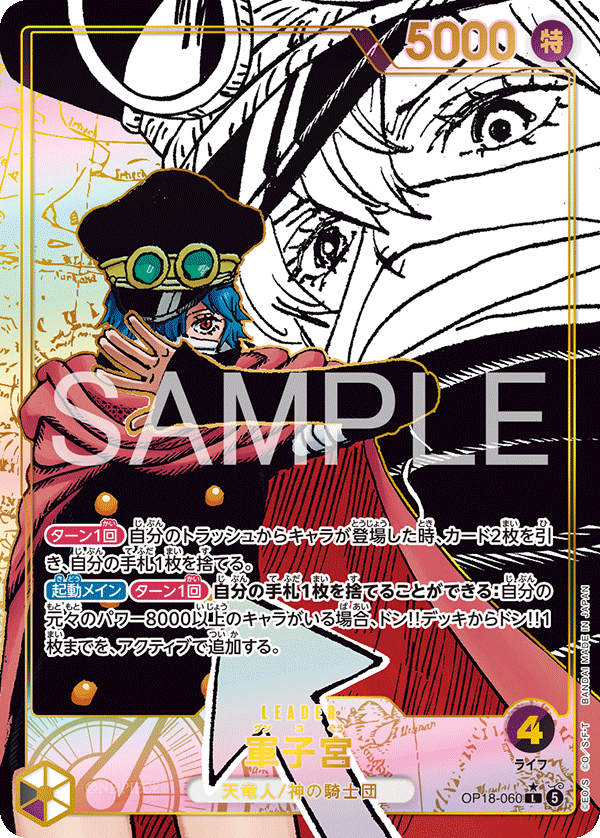 5000
特
SAMPLE
ターン1回 自分のトラッシュからキャラが登場した時、カード2枚を引
き、自分の手札1枚を捨てる。
起動メイン ターン1回 自分の手札1枚を捨てることができる:自分の
元々のパワー8000以上のキャラがいる場合、ドン!!デッキからドン!!1
枚までを、アクティブで追加する。
LEADER
軍子宮
天竜人/神の騎士団
4
ライフ
OP18-060 L 5
©E.O/S ©O./S・F・T BANDAI MADE IN JAPAN